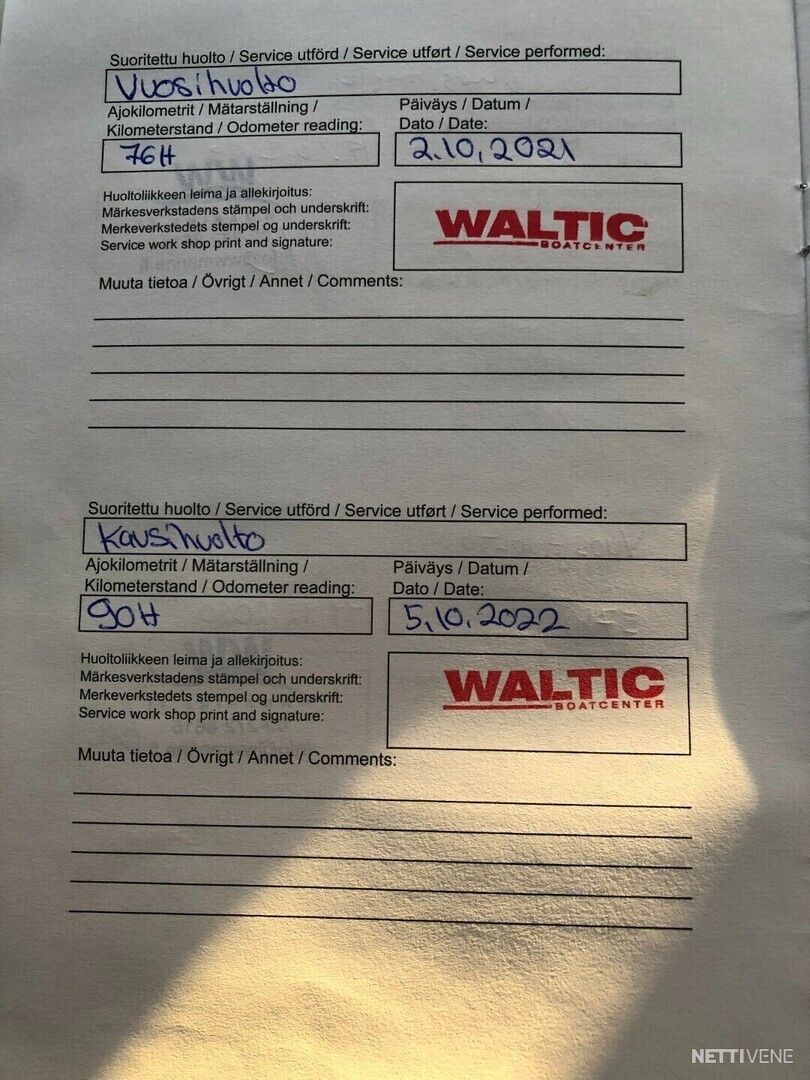 Suoritettu huolto / Service utförd / Service utført / Service performed:
Vuosihuolto
Ajokilometrit / Mätarställning /
Kilometerstand / Odometer reading:
Päiväys / Datum /
Dato / Date:
76H
2.10.2021
Huoltoliikkeen leima ja allekirjoitus:
Märkesverkstadens stämpel och underskrift:
Merkeverkstedets stempel og underskrift:
Service work shop print and signature:
WALTIC
BOATCENTER
Muuta tietoa / Övrigt / Annet / Comments:
Suoritettu huolto / Service utförd / Service utført / Service performed:
Kausihuolto
Ajokilometrit / Mätarställning /
Kilometerstand / Odometer reading:
Päiväys / Datum /
Dato / Date:
90H
5.10.2022
Huoltoliikkeen leima ja allekirjoitus:
Märkesverkstadens stämpel och underskrift:
Merkeverkstedets stempel og underskrift:
Service work shop print and signature:
WALTIC
BOATCENTER
Muuta tietoa / Övrigt / Annet / Comments:
NETTIVENE